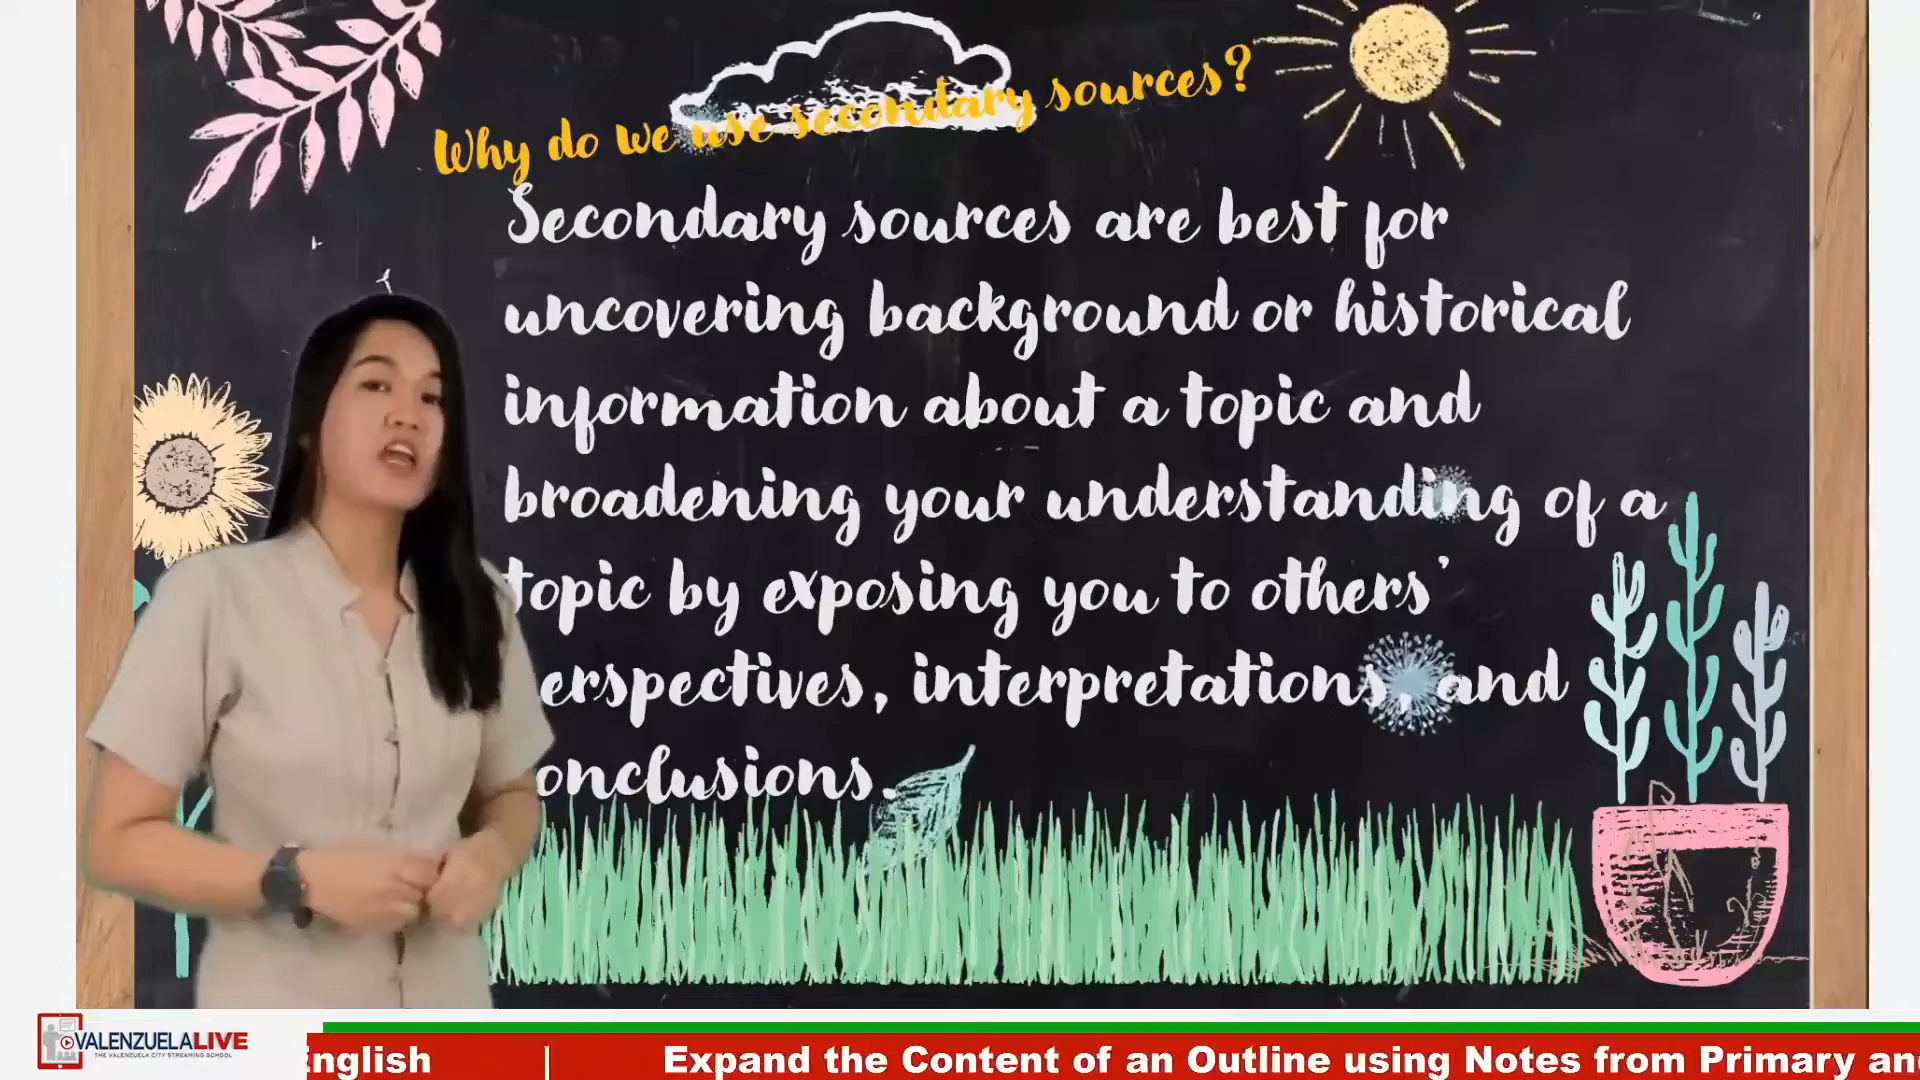 Why do we use secondary sources?
Secondary sources are best for
uncovering background or historical
information about a topic and
broadening your understanding of a
topic by exposing you to others'
erspectives, interpretations, and
onclusions.
VALENZUELALIVE
THE VALENZUELA CITY STREAMING SCHOOL
nglish | Expand the Content of an Outline using Notes from Primary an